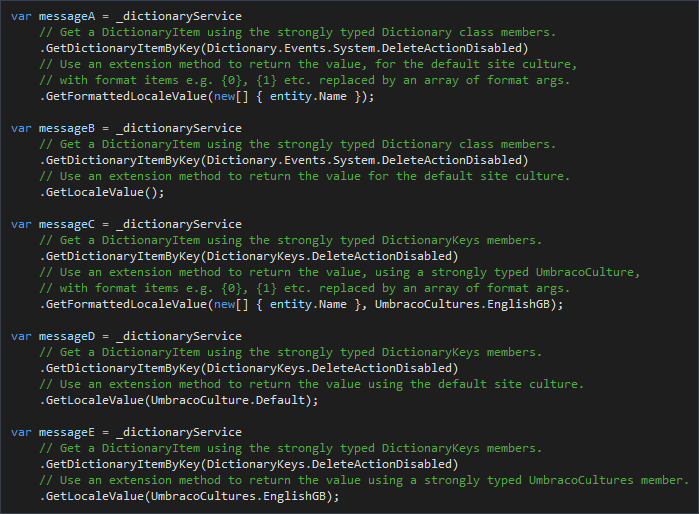 var messageA = _dictionaryService
    // Get a DictionaryItem using the strongly typed Dictionary class members.
    .GetDictionaryItemByKey(Dictionary.Events.System.DeleteActionDisabled)
    // Use an extension method to return the value, for the default site culture,
    // with format items e.g. {0}, {1} etc. replaced by an array of format args.
    .GetFormattedLocaleValue(new[] { entity.Name });

var messageB = _dictionaryService
    // Get a DictionaryItem using the strongly typed Dictionary class members.
    .GetDictionaryItemByKey(Dictionary.Events.System.DeleteActionDisabled)
    // Use an extension method to return the value for the default site culture.
    .GetLocaleValue();

var messageC = _dictionaryService
    // Get a DictionaryItem using the strongly typed DictionaryKeys members.
    .GetDictionaryItemByKey(DictionaryKeys.DeleteActionDisabled)
    // Use an extension method to return the value, using a strongly typed UmbracoCulture,
    // with format items e.g. {0}, {1} etc. replaced by an array of format args.
    .GetFormattedLocaleValue(new[] { entity.Name }, UmbracoCultures.EnglishGB);

var messageD = _dictionaryService
    // Get a DictionaryItem using the strongly typed DictionaryKeys members.
    .GetDictionaryItemByKey(DictionaryKeys.DeleteActionDisabled)
    // Use an extension method to return the value using the default site culture.
    .GetLocaleValue(UmbracoCulture.Default);

var messageE = _dictionaryService
    // Get a DictionaryItem using the strongly typed DictionaryKeys members.
    .GetDictionaryItemByKey(DictionaryKeys.DeleteActionDisabled)
    // Use an extension method to return the value using a strongly typed UmbracoCultures member.
    .GetLocaleValue(UmbracoCultures.EnglishGB);